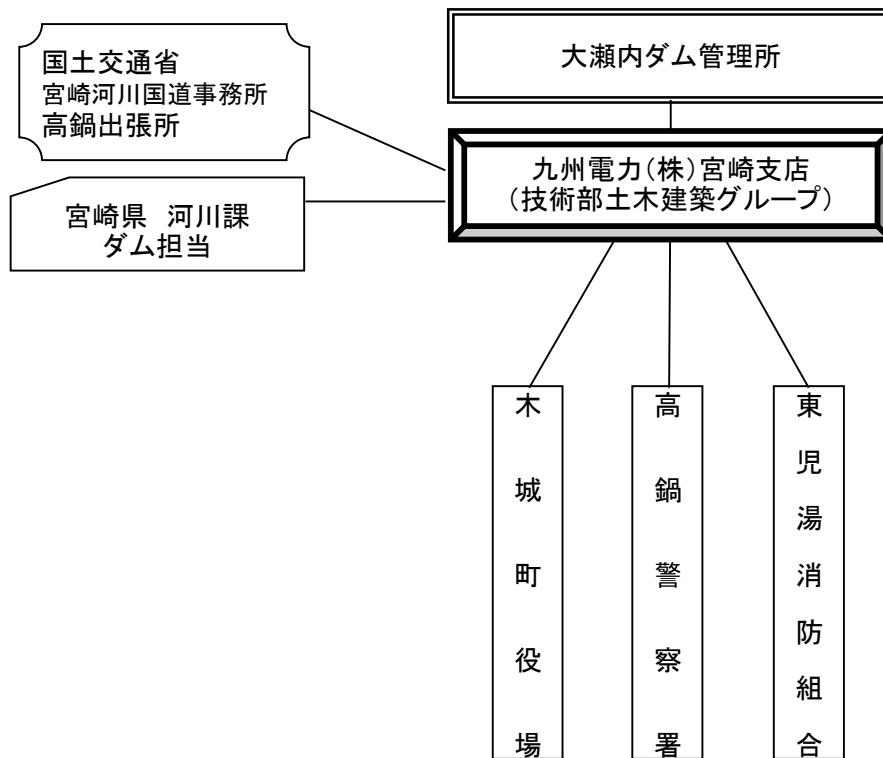 国土交通省
宮崎河川国道事務所
高鍋出張所
大瀬内ダム管理所
九州電力(株)宮崎支店
(技術部土木建築グループ)
宮崎県　河川課
ダム担当
木城町役場
高鍋警察署
東児湯消防組合